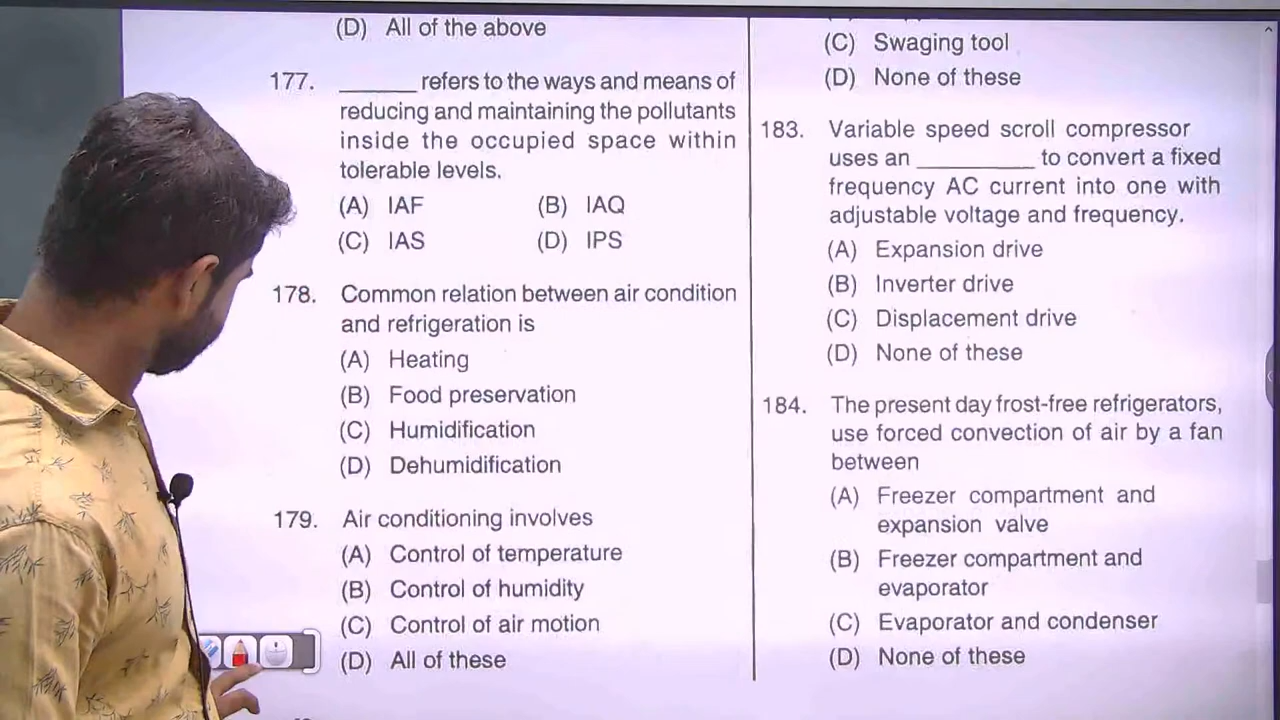 (D) All of the above
177. ______ refers to the ways and means of
reducing and maintaining the pollutants
inside the occupied space within
tolerable levels.
(A) IAF (B) IAQ
(C) IAS (D) IPS
178. Common relation between air condition
and refrigeration is
(A) Heating
(B) Food preservation
(C) Humidification
(D) Dehumidification
179. Air conditioning involves
(A) Control of temperature
(B) Control of humidity
(C) Control of air motion
(D) All of these
(C) Swaging tool
(D) None of these
183. Variable speed scroll compressor
uses an _________ to convert a fixed
frequency AC current into one with
adjustable voltage and frequency.
(A) Expansion drive
(B) Inverter drive
(C) Displacement drive
(D) None of these
184. The present day frost-free refrigerators,
use forced convection of air by a fan
between
(A) Freezer compartment and
expansion valve
(B) Freezer compartment and
evaporator
(C) Evaporator and condenser
(D) None of these